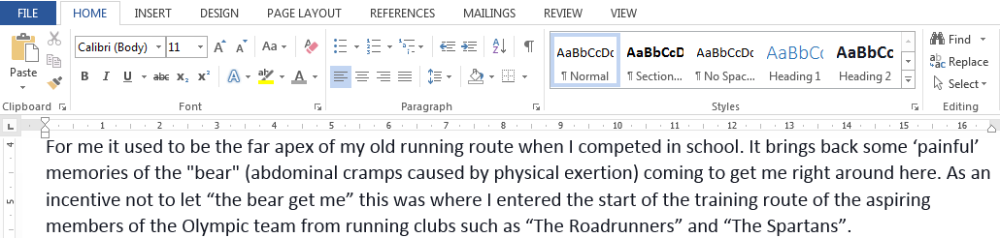 FILE HOME INSERT DESIGN PAGE LAYOUT REFERENCES MAILINGS REVIEW VIEW
Calibri (Body) 11 A A Aa A AaBbCcDc AaBbCcD AaBbCcDc AaBbCc AaBbCc Find
Paste B I U abc X₂ X² A A ¶ Normal ¶ Section... ¶ No Spac... Heading 1 Heading 2 Replace
Select
Clipboard Font Paragraph Styles Editing
1 2 3 4 5 6 7 8 9 10 11 12 13 14 15 16
4
5
For me it used to be the far apex of my old running route when I competed in school. It brings back some ‘painful’
memories of the "bear" (abdominal cramps caused by physical exertion) coming to get me right around here. As an
incentive not to let “the bear get me” this was where I entered the start of the training route of the aspiring
members of the Olympic team from running clubs such as “The Roadrunners” and “The Spartans”.